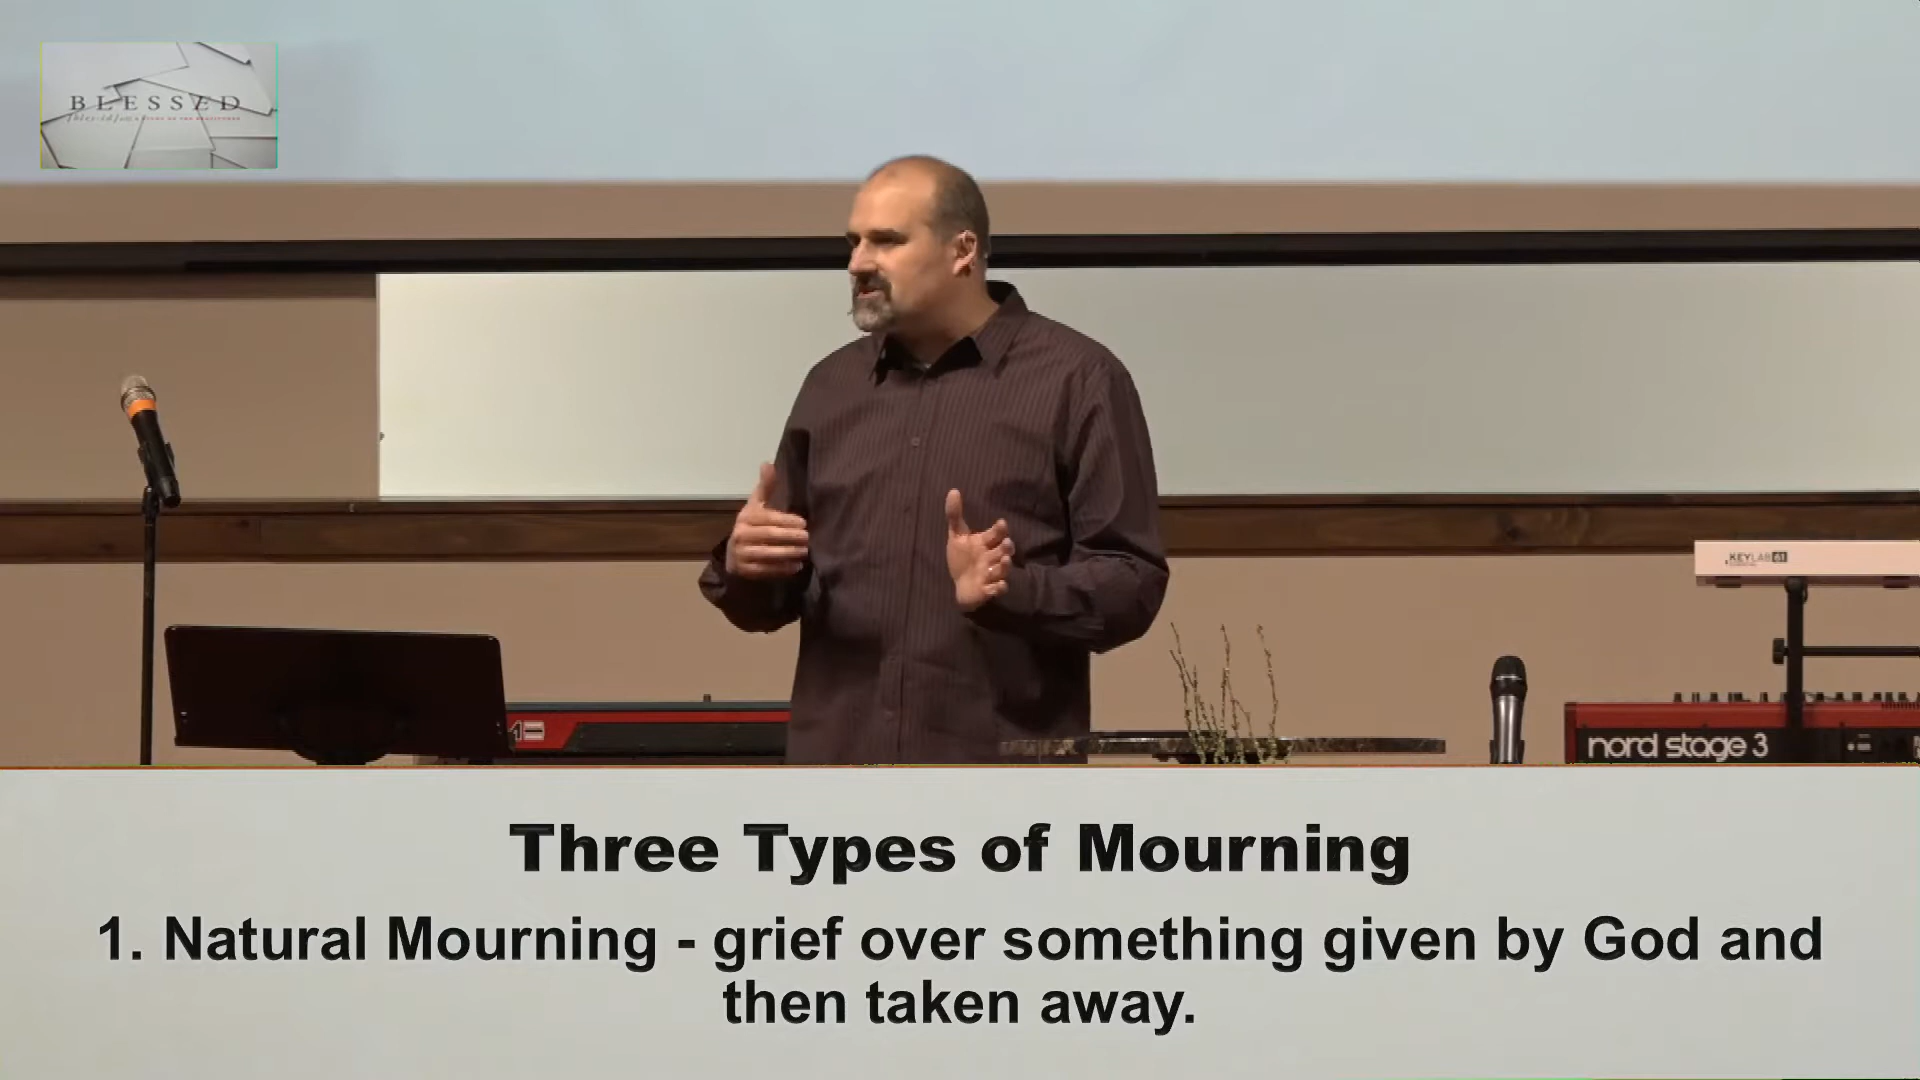 BLESSED
KEYLAB 61
nord stage 3
Three Types of Mourning
1. Natural Mourning - grief over something given by God and
then taken away.